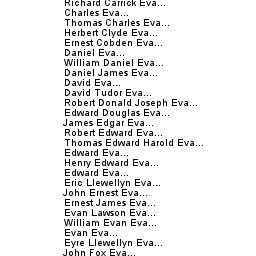 Richard Carrick Eva...
Charles Eva...
Thomas Charles Eva...
Herbert Clyde Eva...
Ernest Cobden Eva...
Daniel Eva...
William Daniel Eva...
Daniel James Eva...
David Eva...
David Tudor Eva...
Robert Donald Joseph Eva...
Edward Douglas Eva...
James Edgar Eva...
Robert Edward Eva...
Thomas Edward Harold Eva...
Edward Eva...
Henry Edward Eva...
Edward Eva...
Eric Llewellyn Eva...
John Ernest Eva...
Ernest James Eva...
Evan Lawson Eva...
William Evan Eva...
Evan Eva...
Eyre Llewellyn Eva...
John Fox Eva...